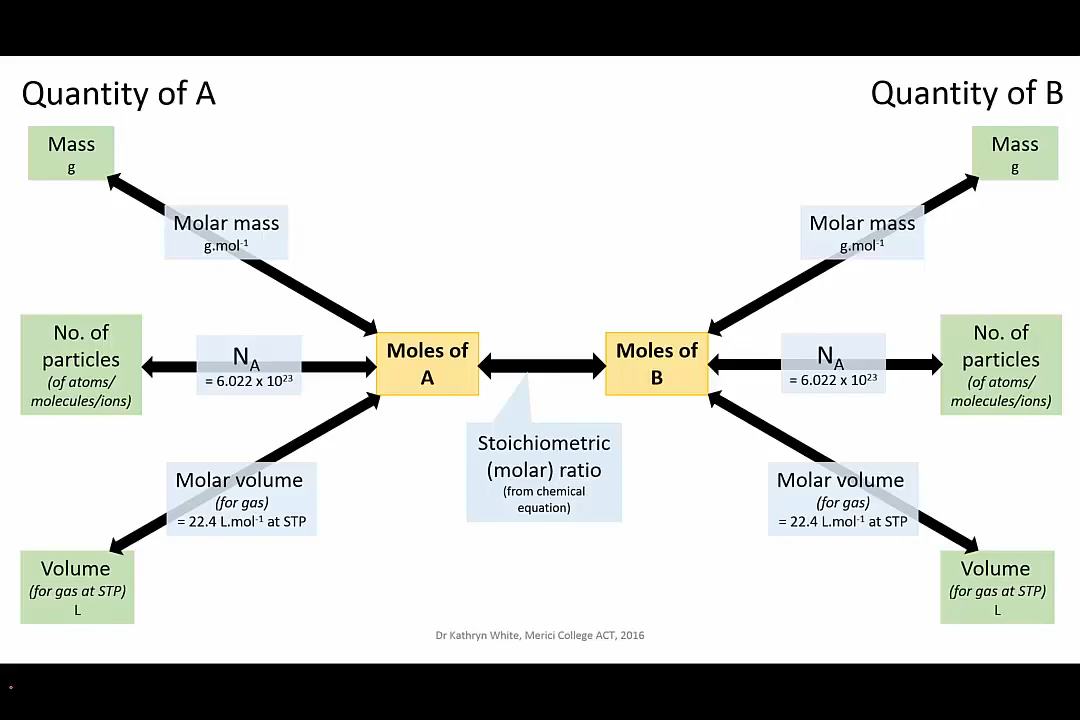 Quantity of A
Quantity of B
Mass
g
Mass
g
Molar mass
g.mol⁻¹
Molar mass
g.mol⁻¹
No. of
particles
(of atoms/
molecules/ions)
N_A
= 6.022 x 10²³
Moles of
A
Moles of
B
N_A
= 6.022 x 10²³
No. of
particles
(of atoms/
molecules/ions)
Stoichiometric
(molar) ratio
(from chemical
equation)
Molar volume
(for gas)
= 22.4 L.mol⁻¹ at STP
Molar volume
(for gas)
= 22.4 L.mol⁻¹ at STP
Volume
(for gas at STP)
L
Volume
(for gas at STP)
L
Dr Kathryn White, Merici College ACT, 2016